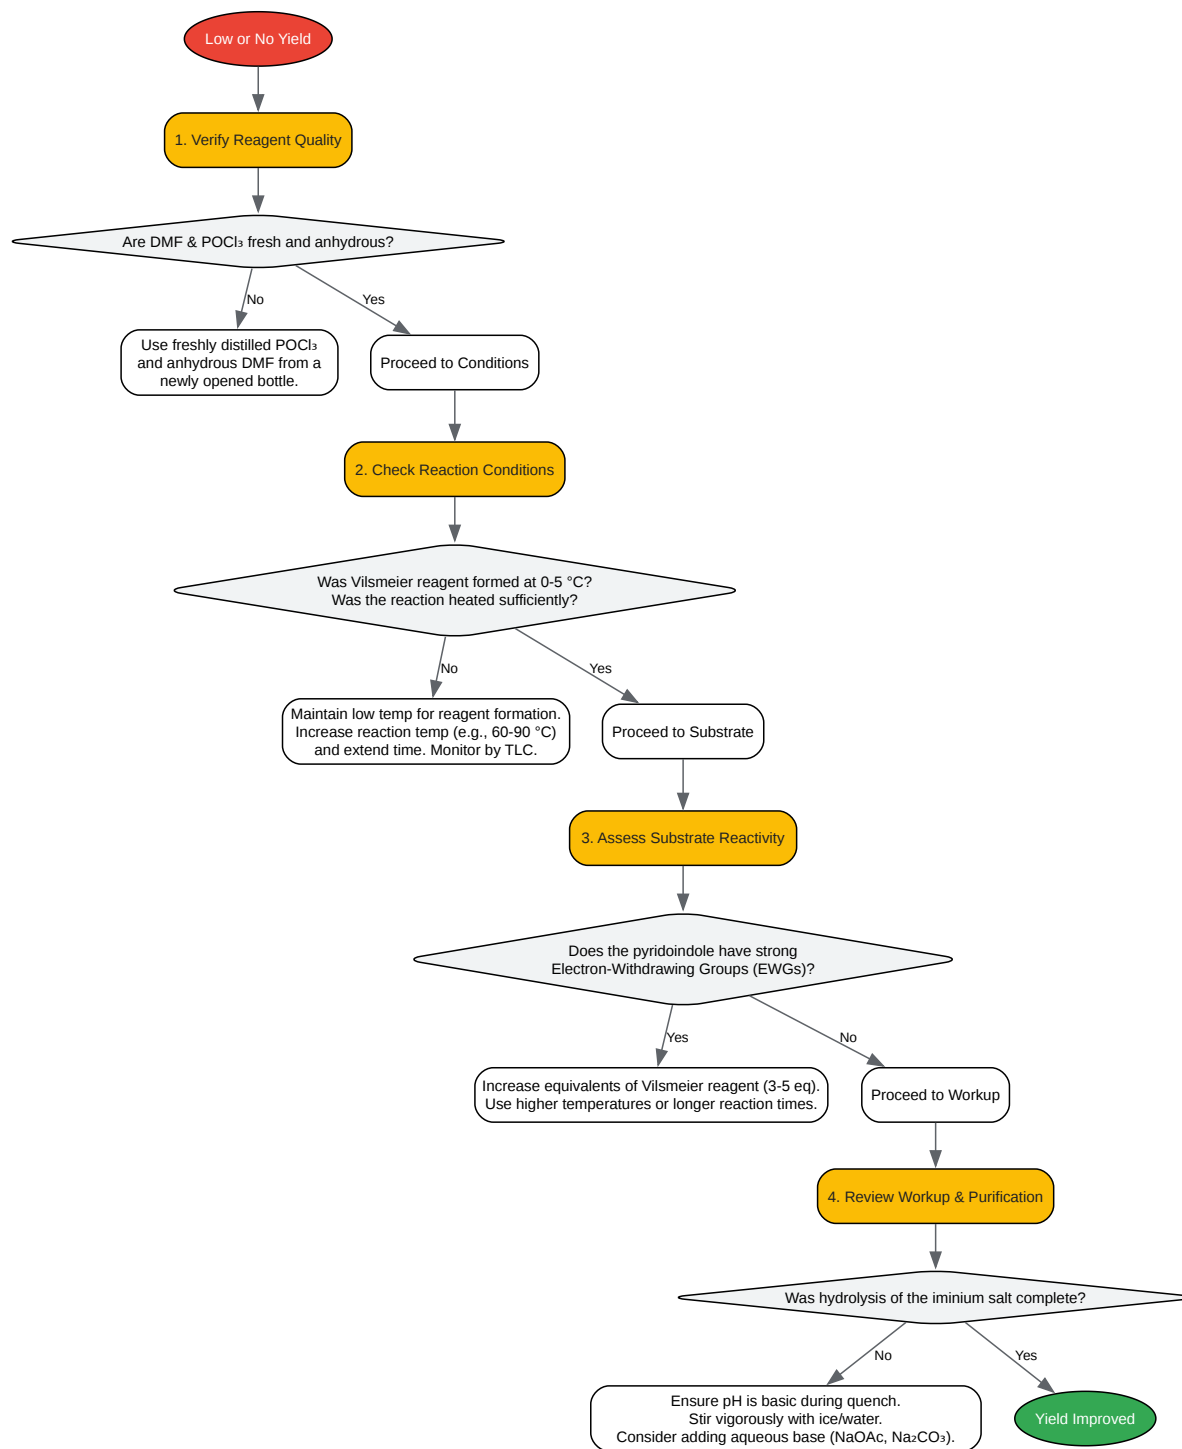 Low or No Yield
1. Verify Reagent Quality
Are DMF & POCl₃ fresh and anhydrous?
No
Yes
Use freshly distilled POCl₃
and anhydrous DMF from a
newly opened bottle.
Proceed to Conditions
2. Check Reaction Conditions
Was Vilsmeier reagent formed at 0-5 °C?
Was the reaction heated sufficiently?
No
Yes
Maintain low temp for reagent formation.
Increase reaction temp (e.g., 60-90 °C)
and extend time. Monitor by TLC.
Proceed to Substrate
3. Assess Substrate Reactivity
Does the pyridoindole have strong
Electron-Withdrawing Groups (EWGs)?
Yes
No
Increase equivalents of Vilsmeier reagent (3-5 eq).
Use higher temperatures or longer reaction times.
Proceed to Workup
4. Review Workup & Purification
Was hydrolysis of the iminium salt complete?
No
Yes
Ensure pH is basic during quench.
Stir vigorously with ice/water.
Consider adding aqueous base (NaOAc, Na₂CO₃).
Yield Improved